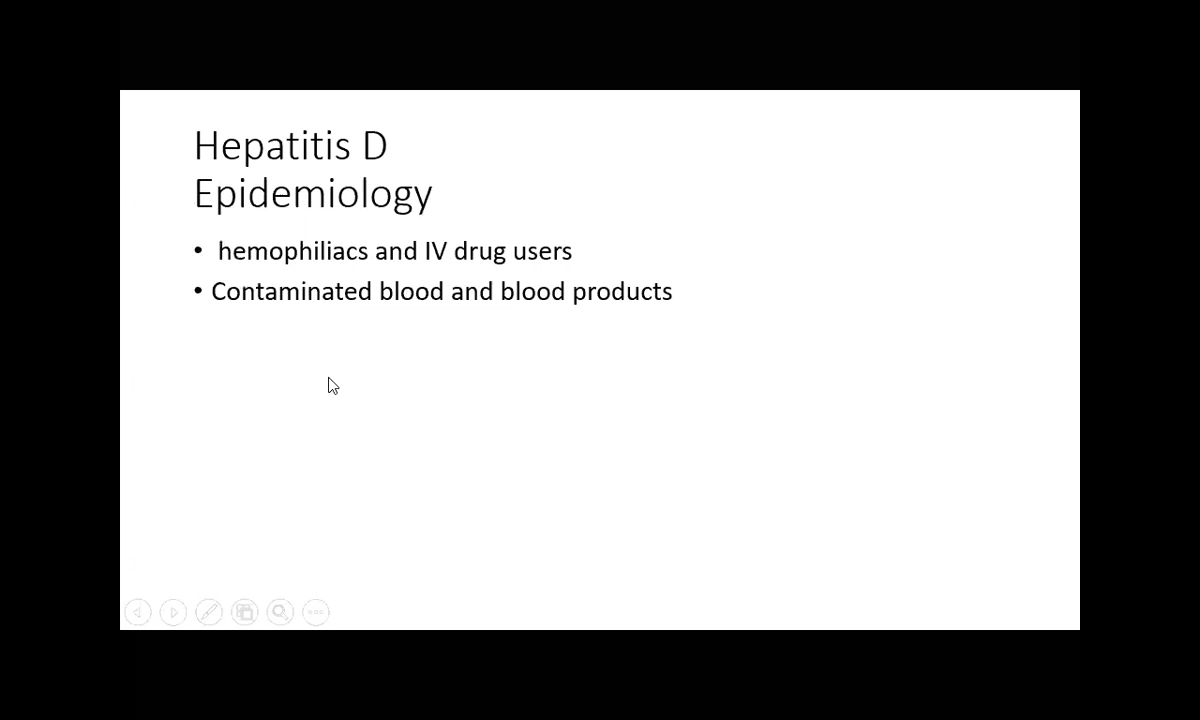 Hepatitis D
Epidemiology
• hemophiliacs and IV drug users
• Contaminated blood and blood products